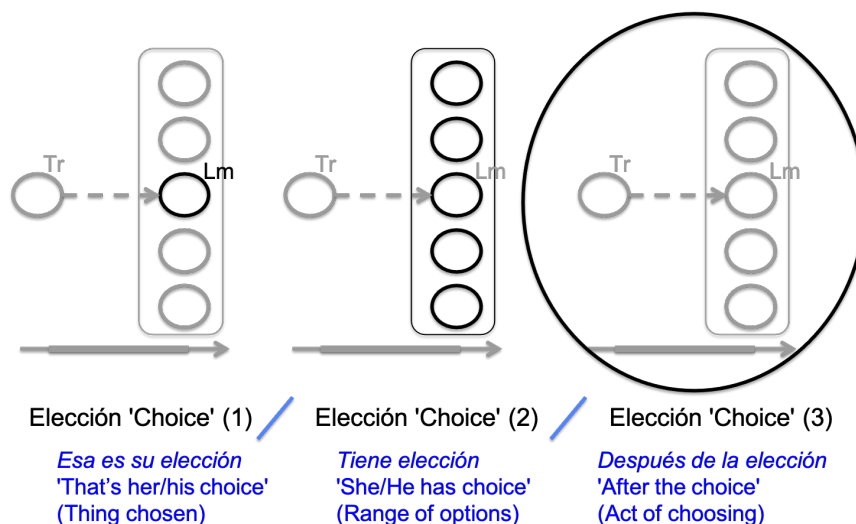 Tr
Lm
Tr
Lm
Tr
Lm
Elección 'Choice' (1)
Elección 'Choice' (2)
Elección 'Choice' (3)
Esa es su elección
'That's her/his choice'
(Thing chosen)
Tiene elección
'She/He has choice'
(Range of options)
Después de la elección
'After the choice'
(Act of choosing)